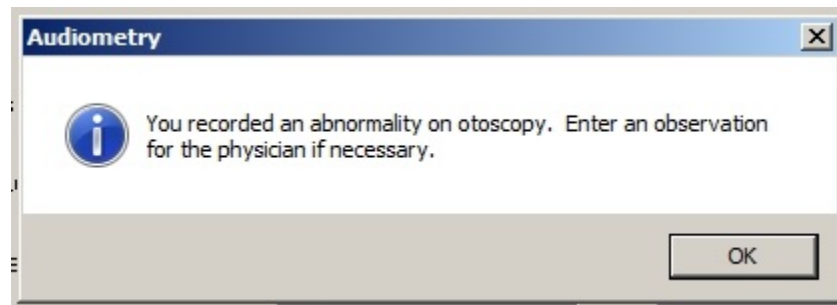 Audiometry
You recorded an abnormality on otoscopy.  Enter an observation
for the physician if necessary.
OK